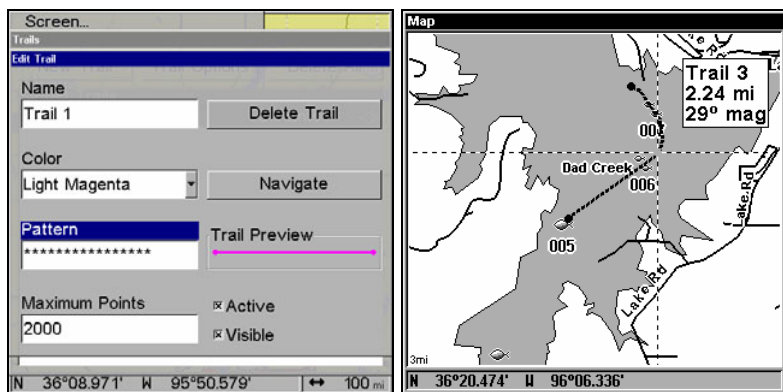 Screen...
Trails
Edit Trail
Name
Trail 1
Delete Trail
Color
Light Magenta
Navigate
Pattern
****************
Trail Preview
Maximum Points
2000
Active
Visible
N 36°08.971' W 95°50.579' ↔ 100 mi
Map
Trail 3
2.24 mi
29º mag
00
Dad Creek
006
005
Lake Rd
Lake Rd
3mi
N 36°20.474' W 96°06.336'